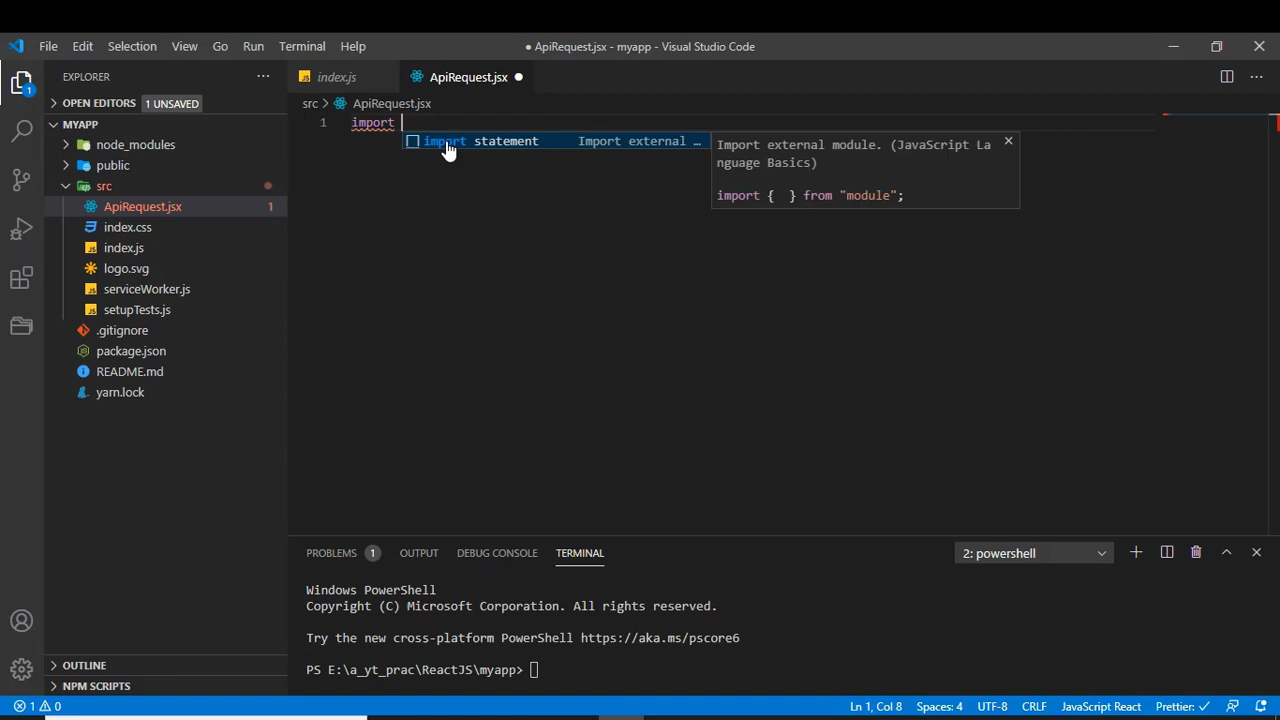 File Edit Selection View Go Run Terminal Help
● ApiRequest.jsx - myapp - Visual Studio Code
EXPLORER ...
index.js
ApiRequest.jsx
OPEN EDITORS 1 UNSAVED
src > ApiRequest.jsx
MYAPP
1 import
node_modules
import statement Import external …
Import external module. (JavaScript La
nguage Basics)
import { } from "module";
public
src
ApiRequest.jsx 1
index.css
index.js
logo.svg
serviceWorker.js
setupTests.js
.gitignore
package.json
README.md
yarn.lock
OUTLINE
NPM SCRIPTS
1
PROBLEMS 1 OUTPUT DEBUG CONSOLE TERMINAL
2: powershell
Windows PowerShell
Copyright (C) Microsoft Corporation. All rights reserved.
Try the new cross-platform PowerShell https://aka.ms/pscore6
PS E:\a_yt_prac\ReactJS\myapp>
1 0
Ln 1, Col 8 Spaces: 4 UTF-8 CRLF JavaScript React Prettier: ✓